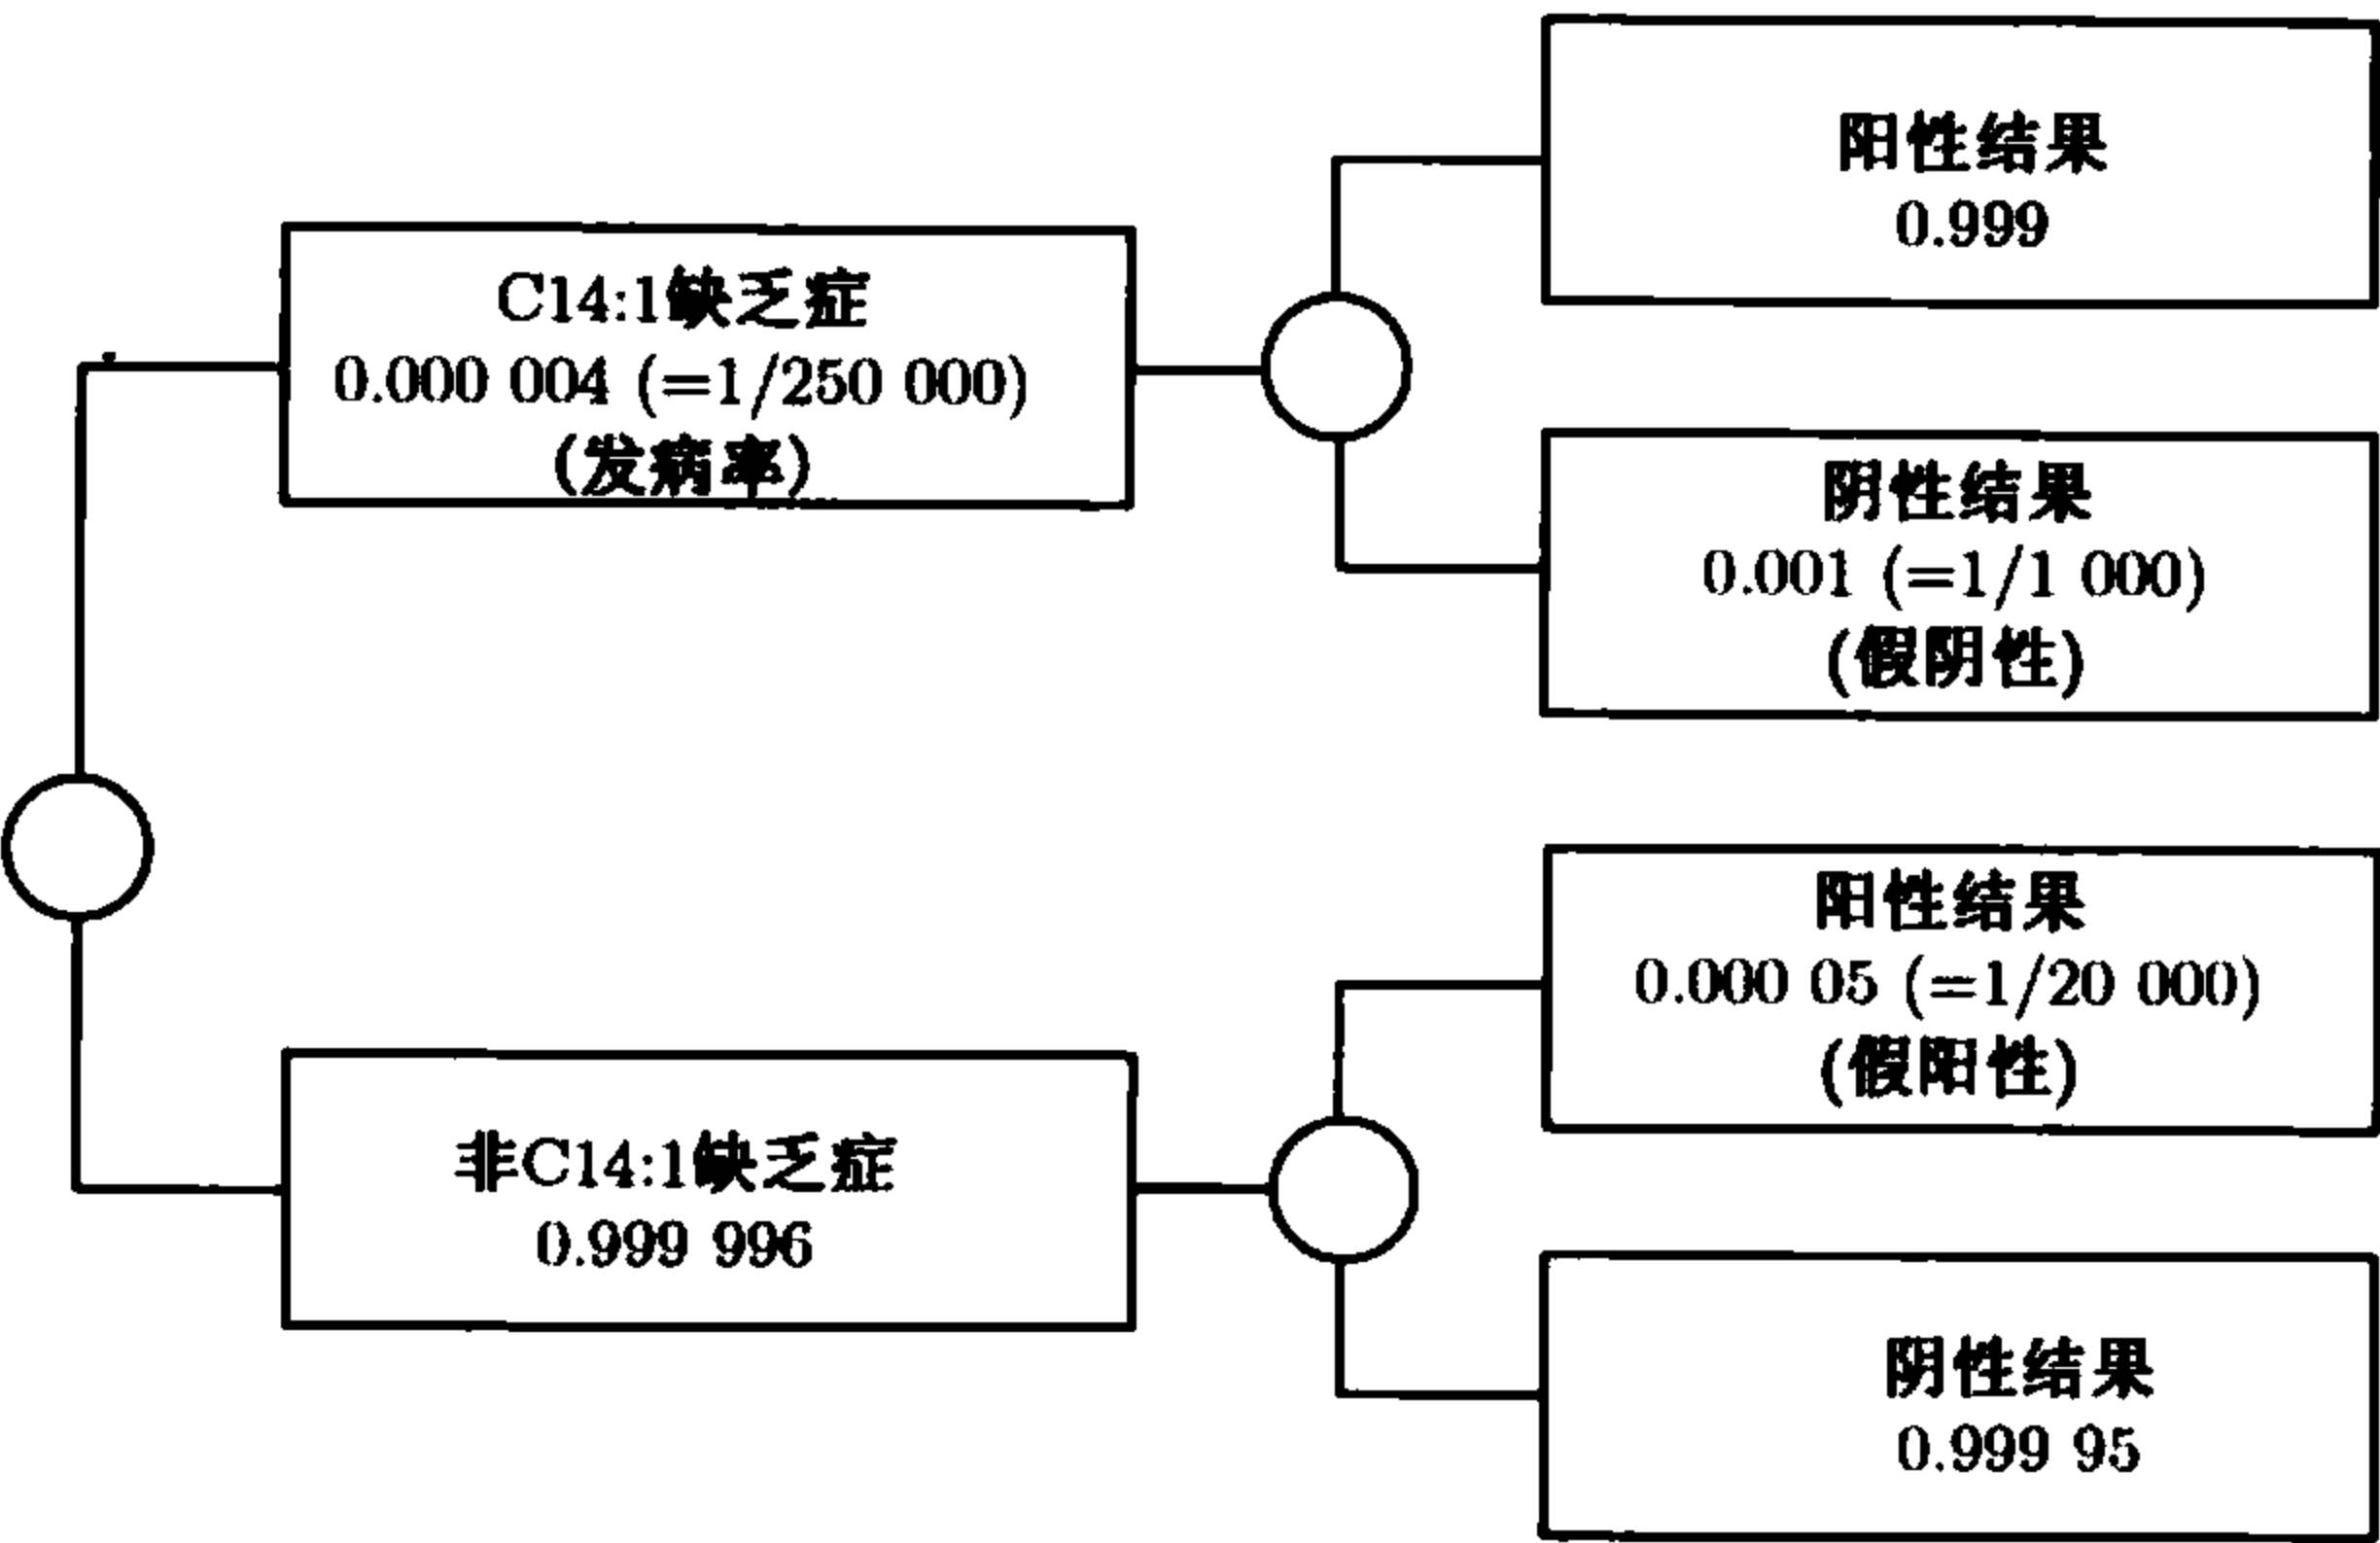 阳性结果
0.999
C14:1缺乏症
0.000 004 (=1/250 000)
(发病率)
阴性结果
0.001 (=1/1 000)
(假阴性)
阳性结果
0.000 05 (=1/20 000)
(假阳性)
非C14:1缺乏症
0.999 996
阴性结果
0.999 95